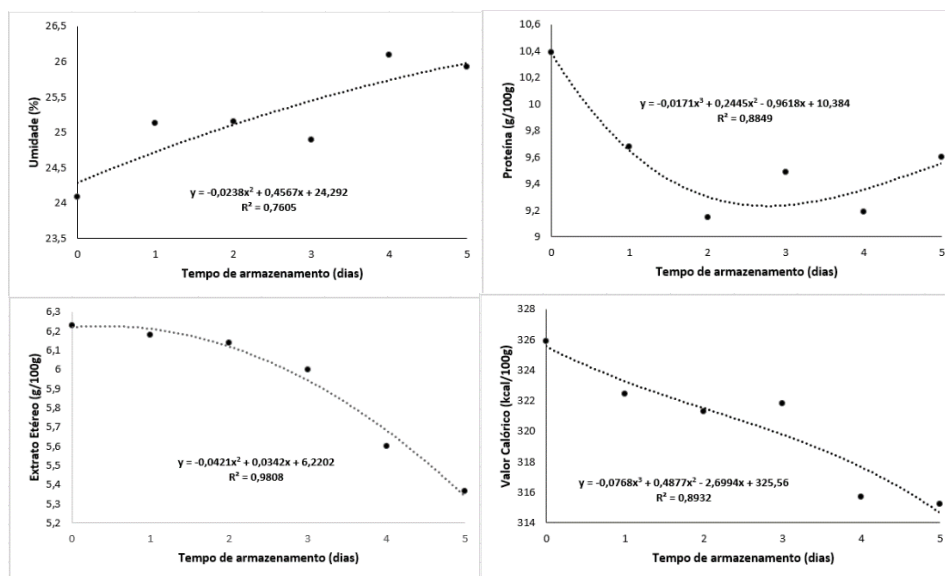 26,5
26
25,5
25
24,5
24
23,5
Umidade (%)
y = -0,0238x² + 0,4567x + 24,292
R² = 0,7605
0 1 2 3 4 5
Tempo de armazenamento (dias)
10,6
10,4
10,2
10
9,8
9,6
9,4
9,2
9
Proteína (g/100g)
y = -0,0171x³ + 0,2445x² - 0,9618x + 10,384
R² = 0,8849
0 1 2 3 4 5
Tempo de armazenamento (dias)
6,3
6,2
6,1
6
5,9
5,8
5,7
5,6
5,5
5,4
5,3
5,2
Extrato Etéreo (g/100g)
y = -0,0421x² + 0,0342x + 6,2202
R² = 0,9808
0 1 2 3 4 5
Tempo de armazenamento (dias)
328
326
324
322
320
318
316
314
Valor Calórico (kcal/100g)
y = -0,0768x³ + 0,4877x² - 2,6994x + 325,56
R² = 0,8932
0 1 2 3 4 5
Tempo de armazenamento (dias)